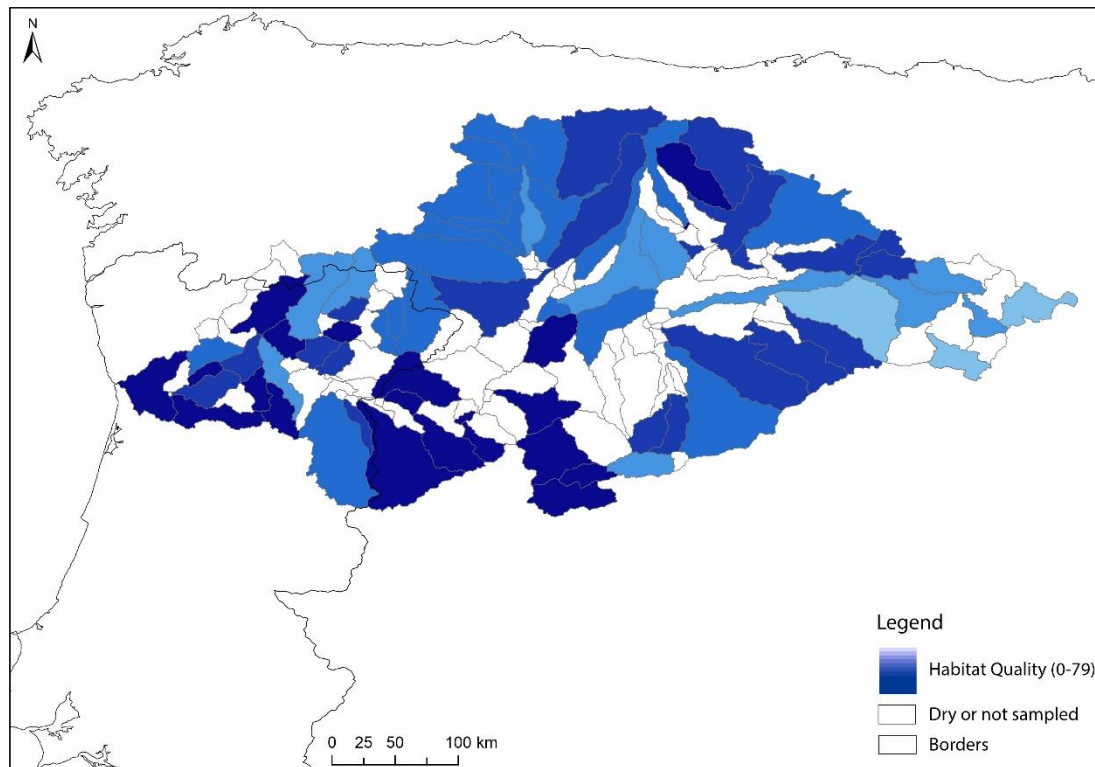 N
Legend
Habitat Quality (0-79)
Dry or not sampled
Borders
0 25 50 100 km